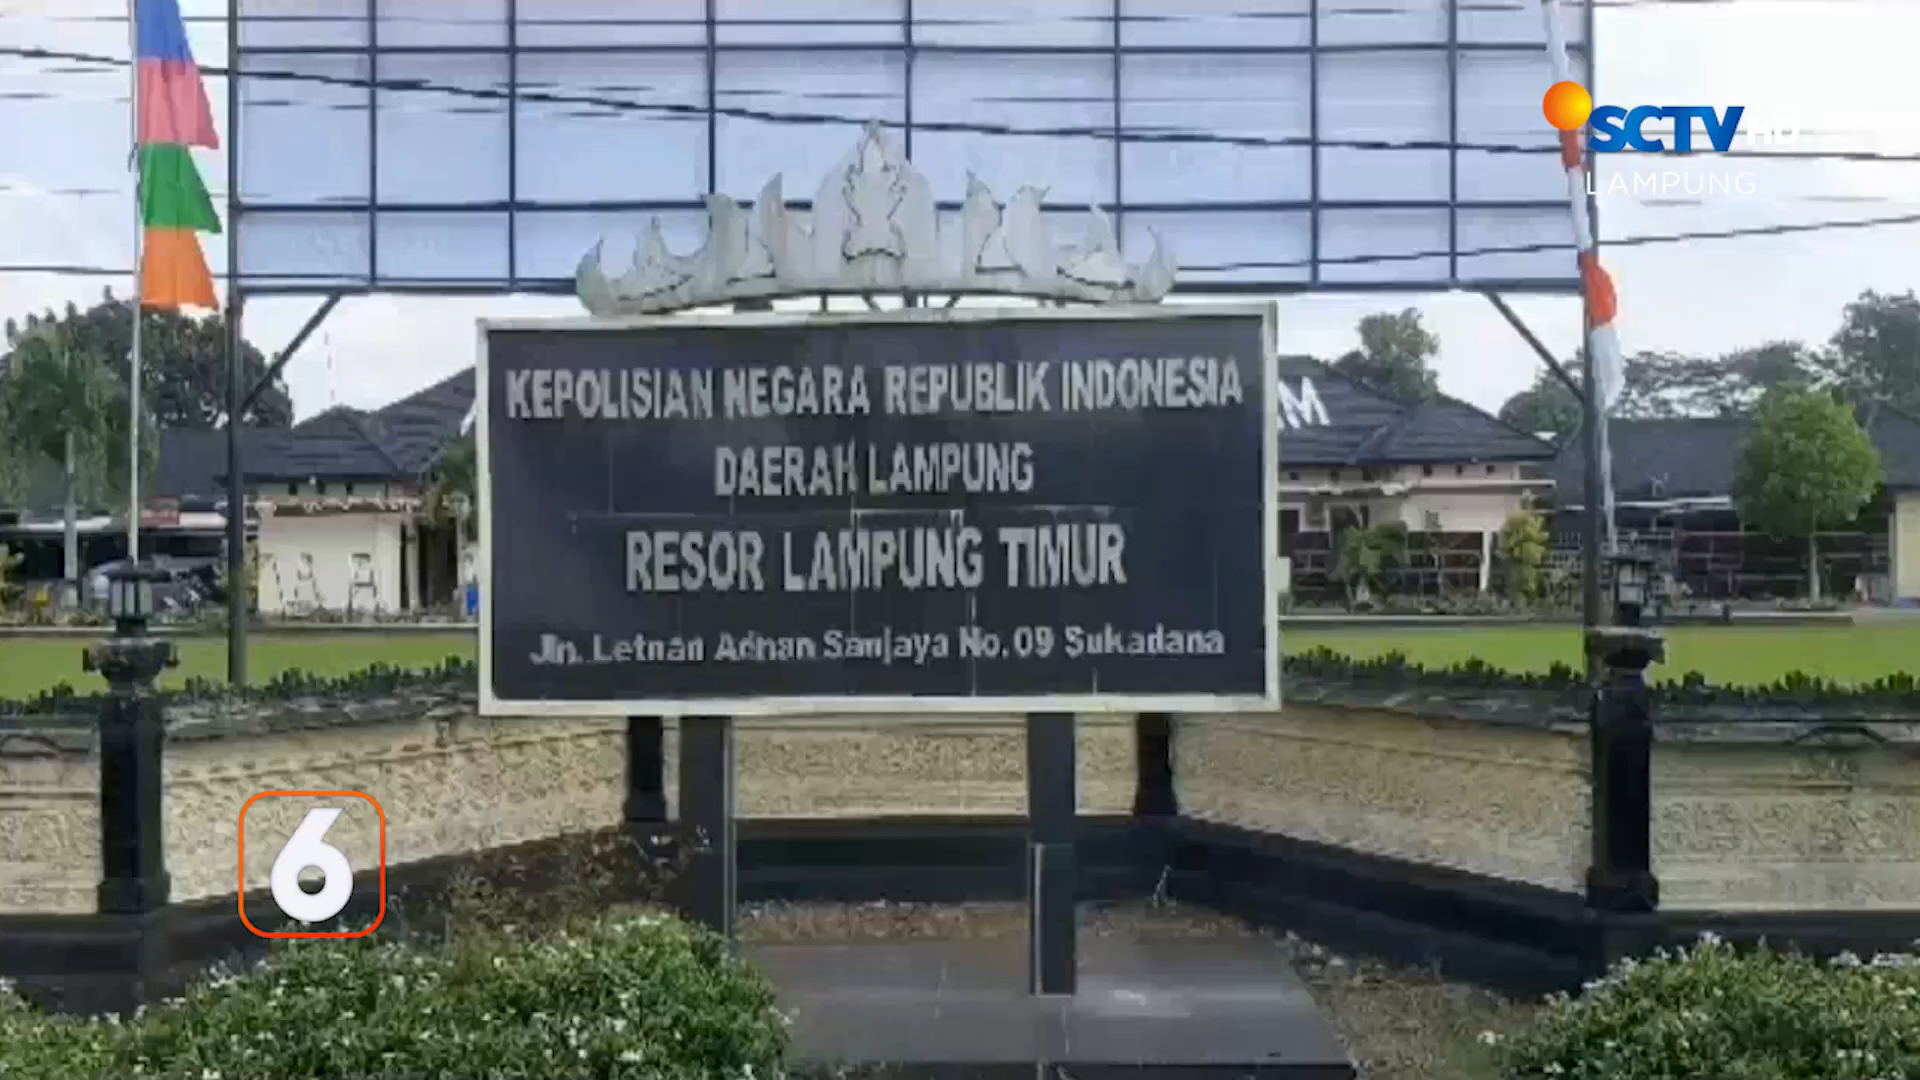 SCTV HD
LAMPUNG
KEPOLISIAN NEGARA REPUBLIK INDONESIA
DAERAH LAMPUNG
RESOR LAMPUNG TIMUR
Jln. Letnan Adnan Sanjaya No. 09 Sukadana
M
6